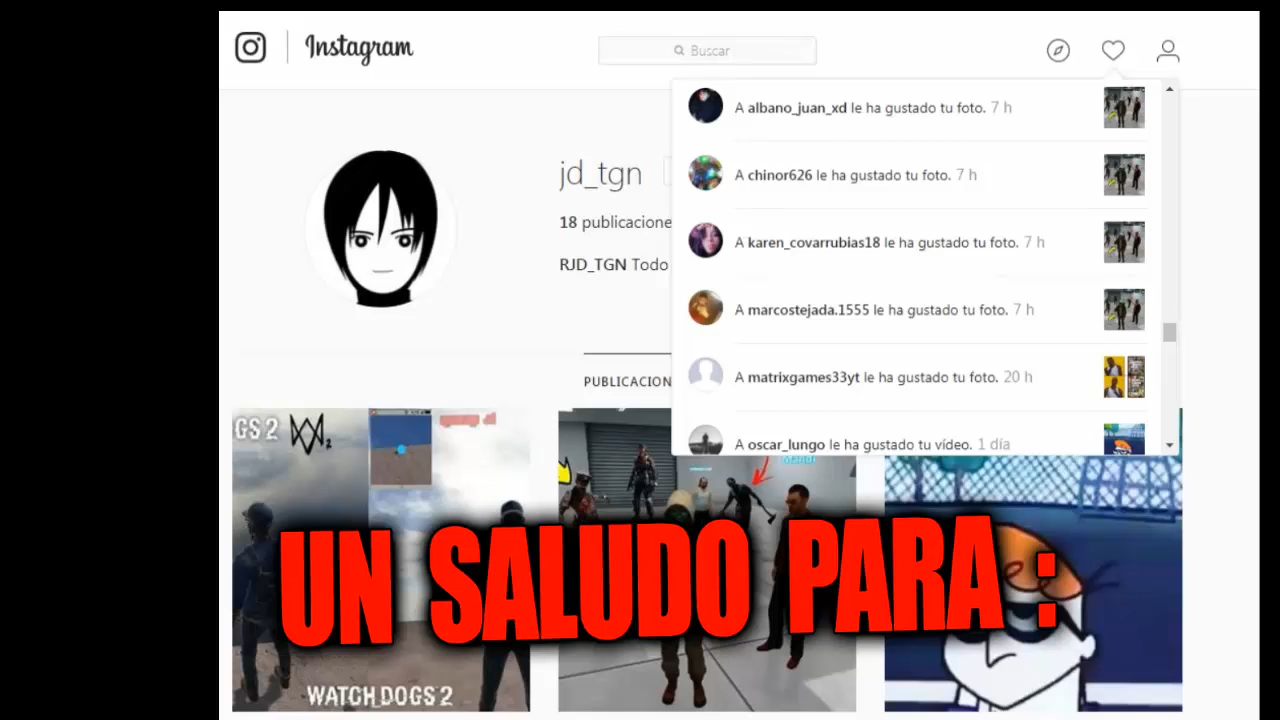 Instagram
Buscar
A albano_juan_xd le ha gustado tu foto. 7 h
A chinor626 le ha gustado tu foto. 7 h
A karen_covarrubias18 le ha gustado tu foto. 7 h
A marcostejada.1555 le ha gustado tu foto. 7 h
A matrixgames33yt le ha gustado tu foto. 20 h
A oscar_lungo le ha gustado tu vídeo. 1 día
jd_tgn
18 publicacione
RJD_TGN Todo
PUBLICACION
GS 2
2
UN SALUDO PARA :
WATCH DOGS 2